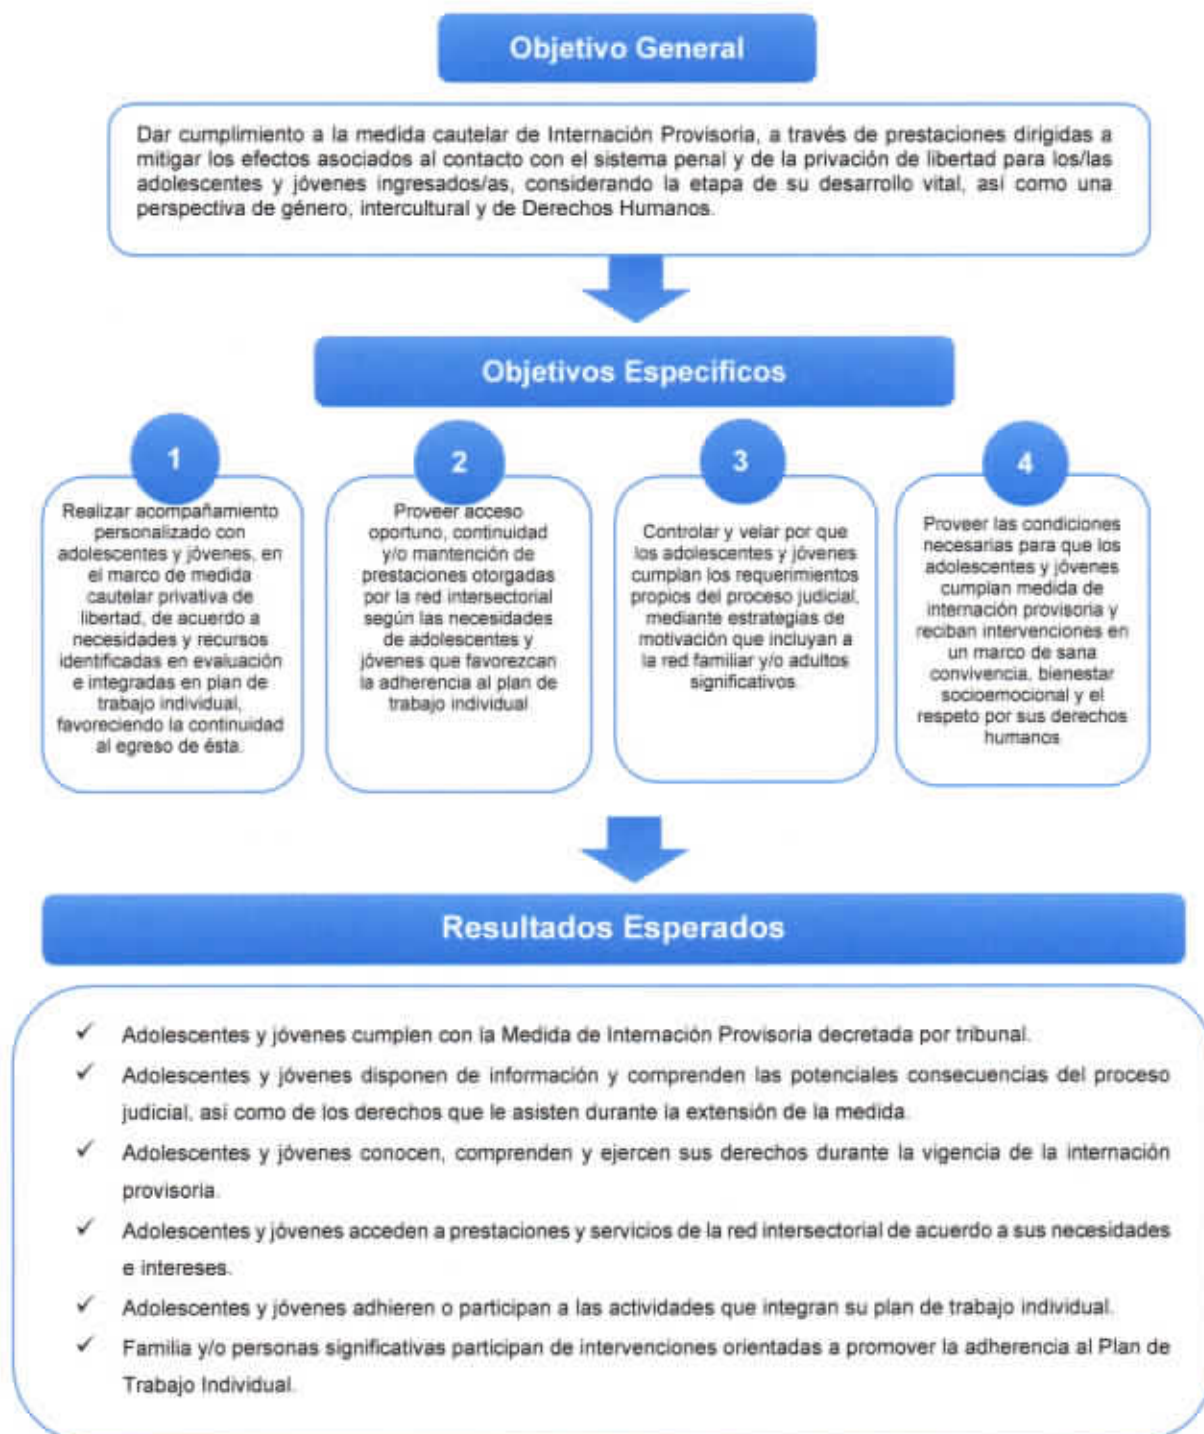 Objetivo General
Dar cumplimiento a la medida cautelar de Internación Provisoria, a través de prestaciones dirigidas a
mitigar los efectos asociados al contacto con el sistema penal y de la privación de libertad para los/las
adolescentes y jóvenes ingresados/as, considerando la etapa de su desarrollo vital, así como una
perspectiva de género, intercultural y de Derechos Humanos.
Objetivos Específicos
1
Realizar acompañamiento
personalizado con
adolescentes y jóvenes, en
el marco de medida
cautelar privativa de
libertad, de acuerdo a
necesidades y recursos
identificadas en evaluación
e integradas en plan de
trabajo individual,
favoreciendo la continuidad
al egreso de ésta.
2
Proveer acceso
oportuno, continuidad
y/o mantención de
prestaciones otorgadas
por la red intersectorial
según las necesidades
de adolescentes y
jóvenes que favorezcan
la adherencia al plan de
trabajo individual
3
Controlar y velar por que
los adolescentes y jóvenes
cumplan los requerimientos
propios del proceso judicial,
mediante estrategias de
motivación que incluyan a
la red familiar y/o adultos
significativos.
4
Proveer las condiciones
necesarias para que los
adolescentes y jóvenes
cumplan medida de
internación provisoria y
reciban intervenciones en
un marco de sana
convivencia, bienestar
socioemocional y el
respeto por sus derechos
humanos
Resultados Esperados
✓ Adolescentes y jóvenes cumplen con la Medida de Internación Provisoria decretada por tribunal.
✓ Adolescentes y jóvenes disponen de información y comprenden las potenciales consecuencias del proceso
judicial, así como de los derechos que le asisten durante la extensión de la medida.
✓ Adolescentes y jóvenes conocen, comprenden y ejercen sus derechos durante la vigencia de la internación
provisoria.
✓ Adolescentes y jóvenes acceden a prestaciones y servicios de la red intersectorial de acuerdo a sus necesidades
e intereses.
✓ Adolescentes y jóvenes adhieren o participan a las actividades que integran su plan de trabajo individual.
✓ Familia y/o personas significativas participan de intervenciones orientadas a promover la adherencia al Plan de
Trabajo Individual.